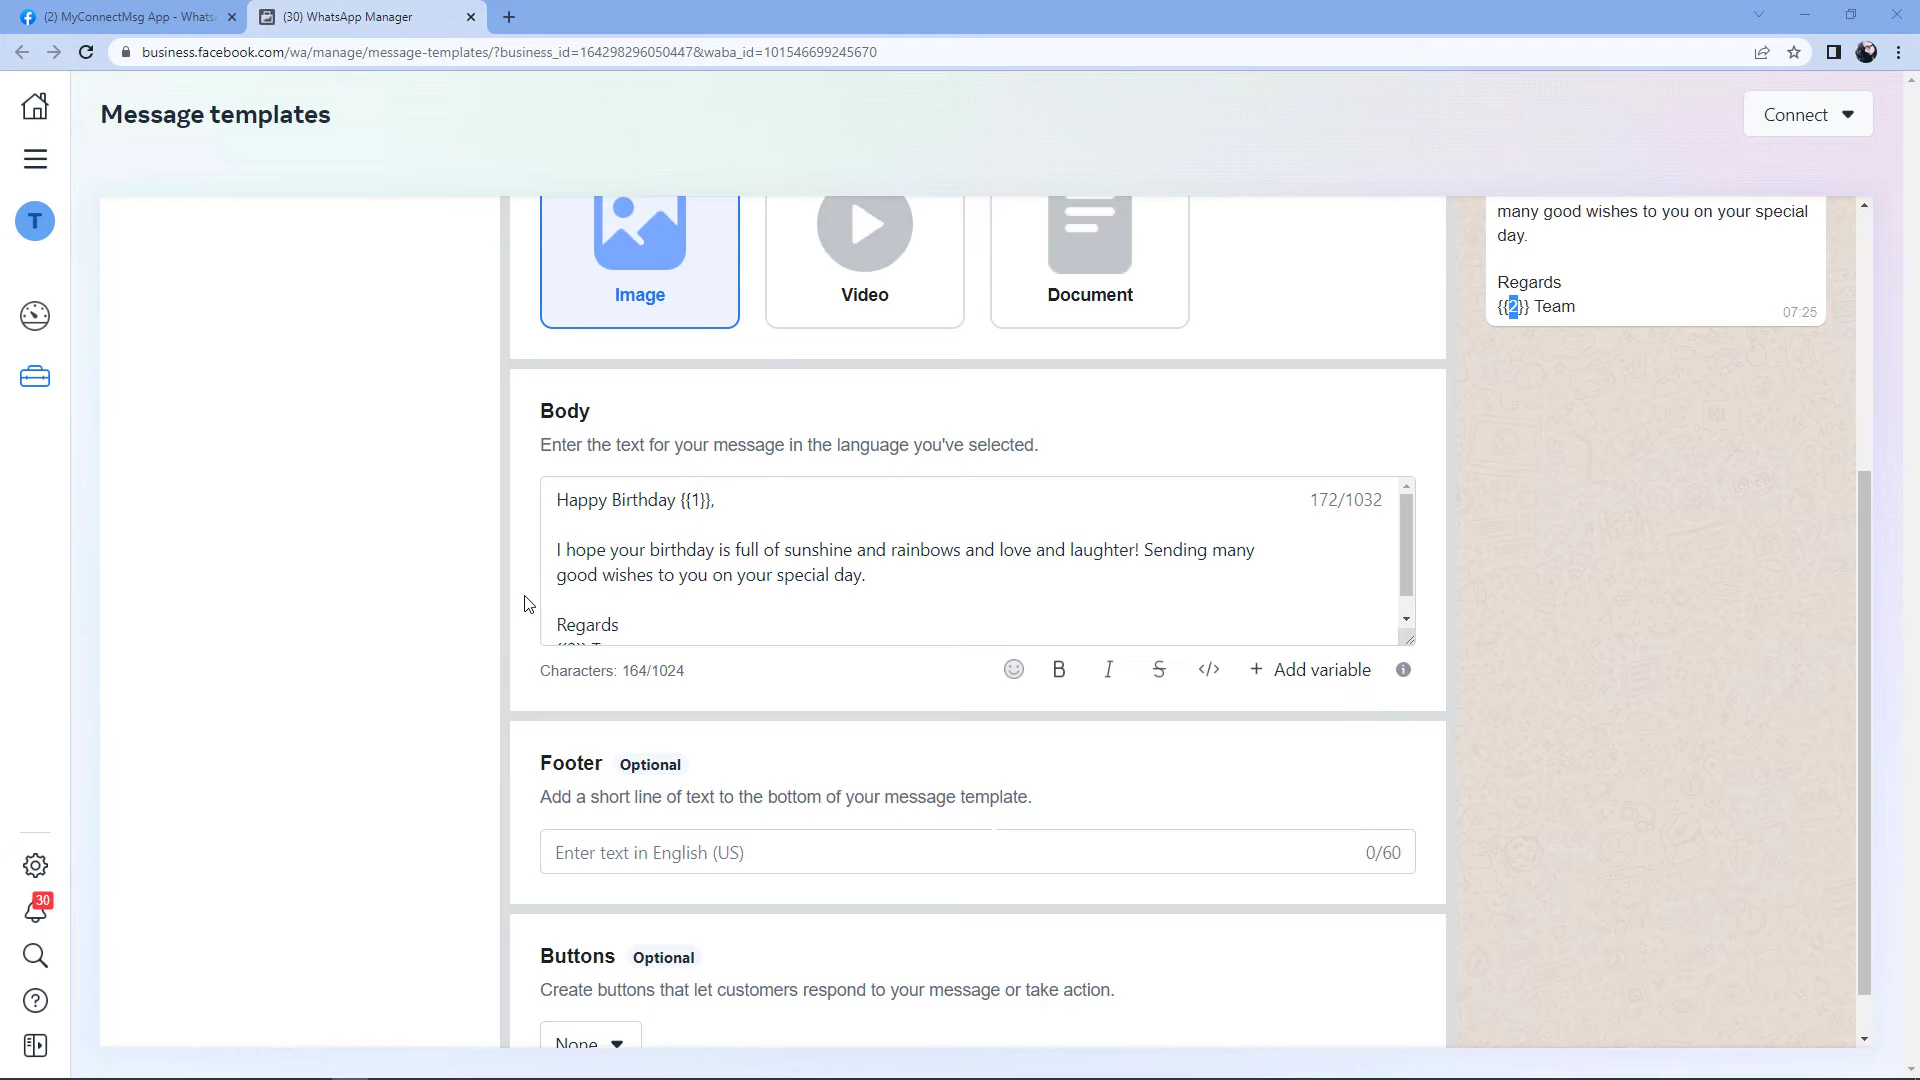 (2) MyConnectMsg App - Whats
(30) WhatsApp Manager
business.facebook.com/wa/manage/message-templates/?business_id=164298296050447&waba_id=101546699245670
Message templates
Connect
T
30
Image
Video
Document
Body
Enter the text for your message in the language you've selected.
Happy Birthday {{1}},
172/1032
I hope your birthday is full of sunshine and rainbows and love and laughter! Sending many
good wishes to you on your special day.
Regards
Characters: 164/1024
B I S </> + Add variable
Footer Optional
Add a short line of text to the bottom of your message template.
Enter text in English (US)
0/60
Buttons Optional
Create buttons that let customers respond to your message or take action.
None
many good wishes to you on your special
day.
Regards
{{2}} Team
07:25